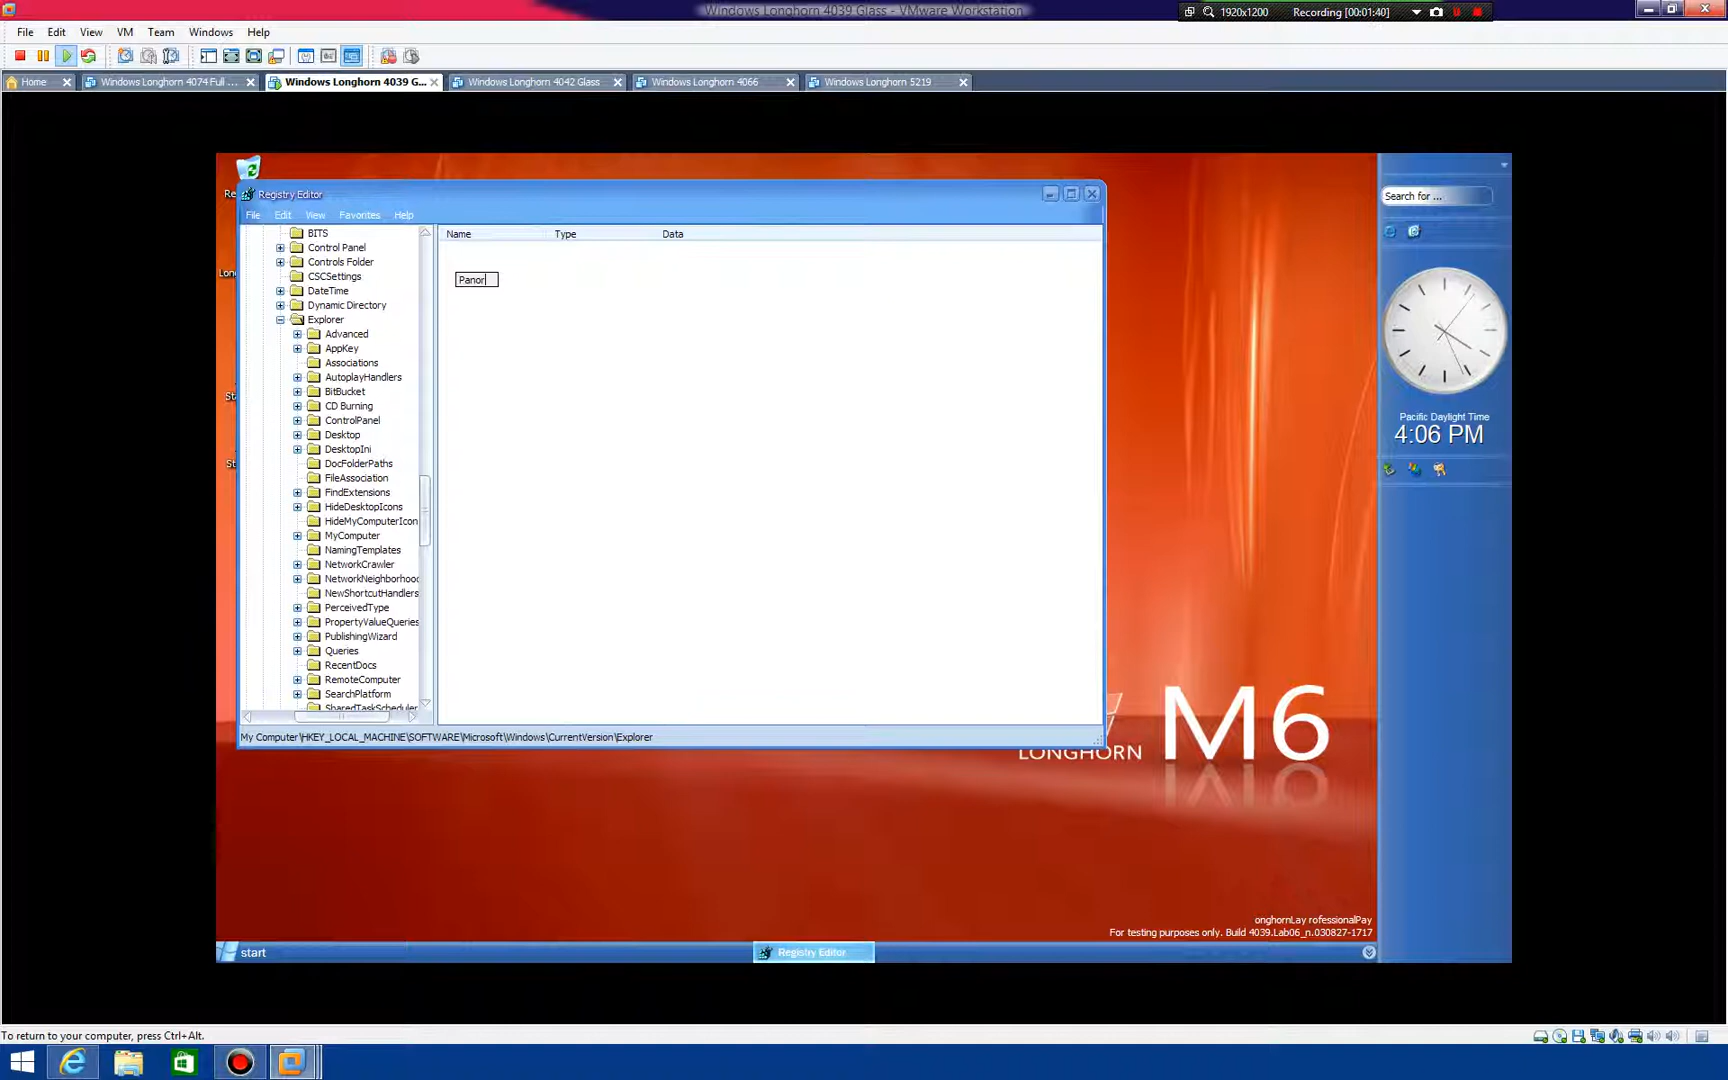 Windows Longhorn 4039 Glass - VMware Workstation
1920x1200
Recording [00:01:40]
File Edit View VM Team Windows Help
Home
Windows Longhorn 4074 Full ...
Windows Longhorn 4039 G...
Windows Longhorn 4042 Glass
Windows Longhorn 4066
Windows Longhorn 5219
Registry Editor
File Edit View Favorites Help
Name Type Data
Panor
BITS
Control Panel
Controls Folder
CSCSettings
DateTime
Dynamic Directory
Explorer
Advanced
AppKey
Associations
AutoplayHandlers
BitBucket
CD Burning
ControlPanel
Desktop
DesktopIni
DocFolderPaths
FileAssociation
FindExtensions
HideDesktopIcons
HideMyComputerIcon
MyComputer
NamingTemplates
NetworkCrawler
NetworkNeighborhood
NewShortcutHandlers
PerceivedType
PropertyValueQueries
PublishingWizard
Queries
RecentDocs
RemoteComputer
SearchPlatform
SharedTaskScheduler
My Computer\HKEY_LOCAL_MACHINE\SOFTWARE\Microsoft\Windows\CurrentVersion\Explorer
Re
Lon
St
St
Search for ...
Pacific Daylight Time
4:06 PM
LONGHORN M6
onghornLay rofessionalPay
For testing purposes only. Build 4039.Lab06_n.030827-1717
start
Registry Editor
To return to your computer, press Ctrl+Alt.